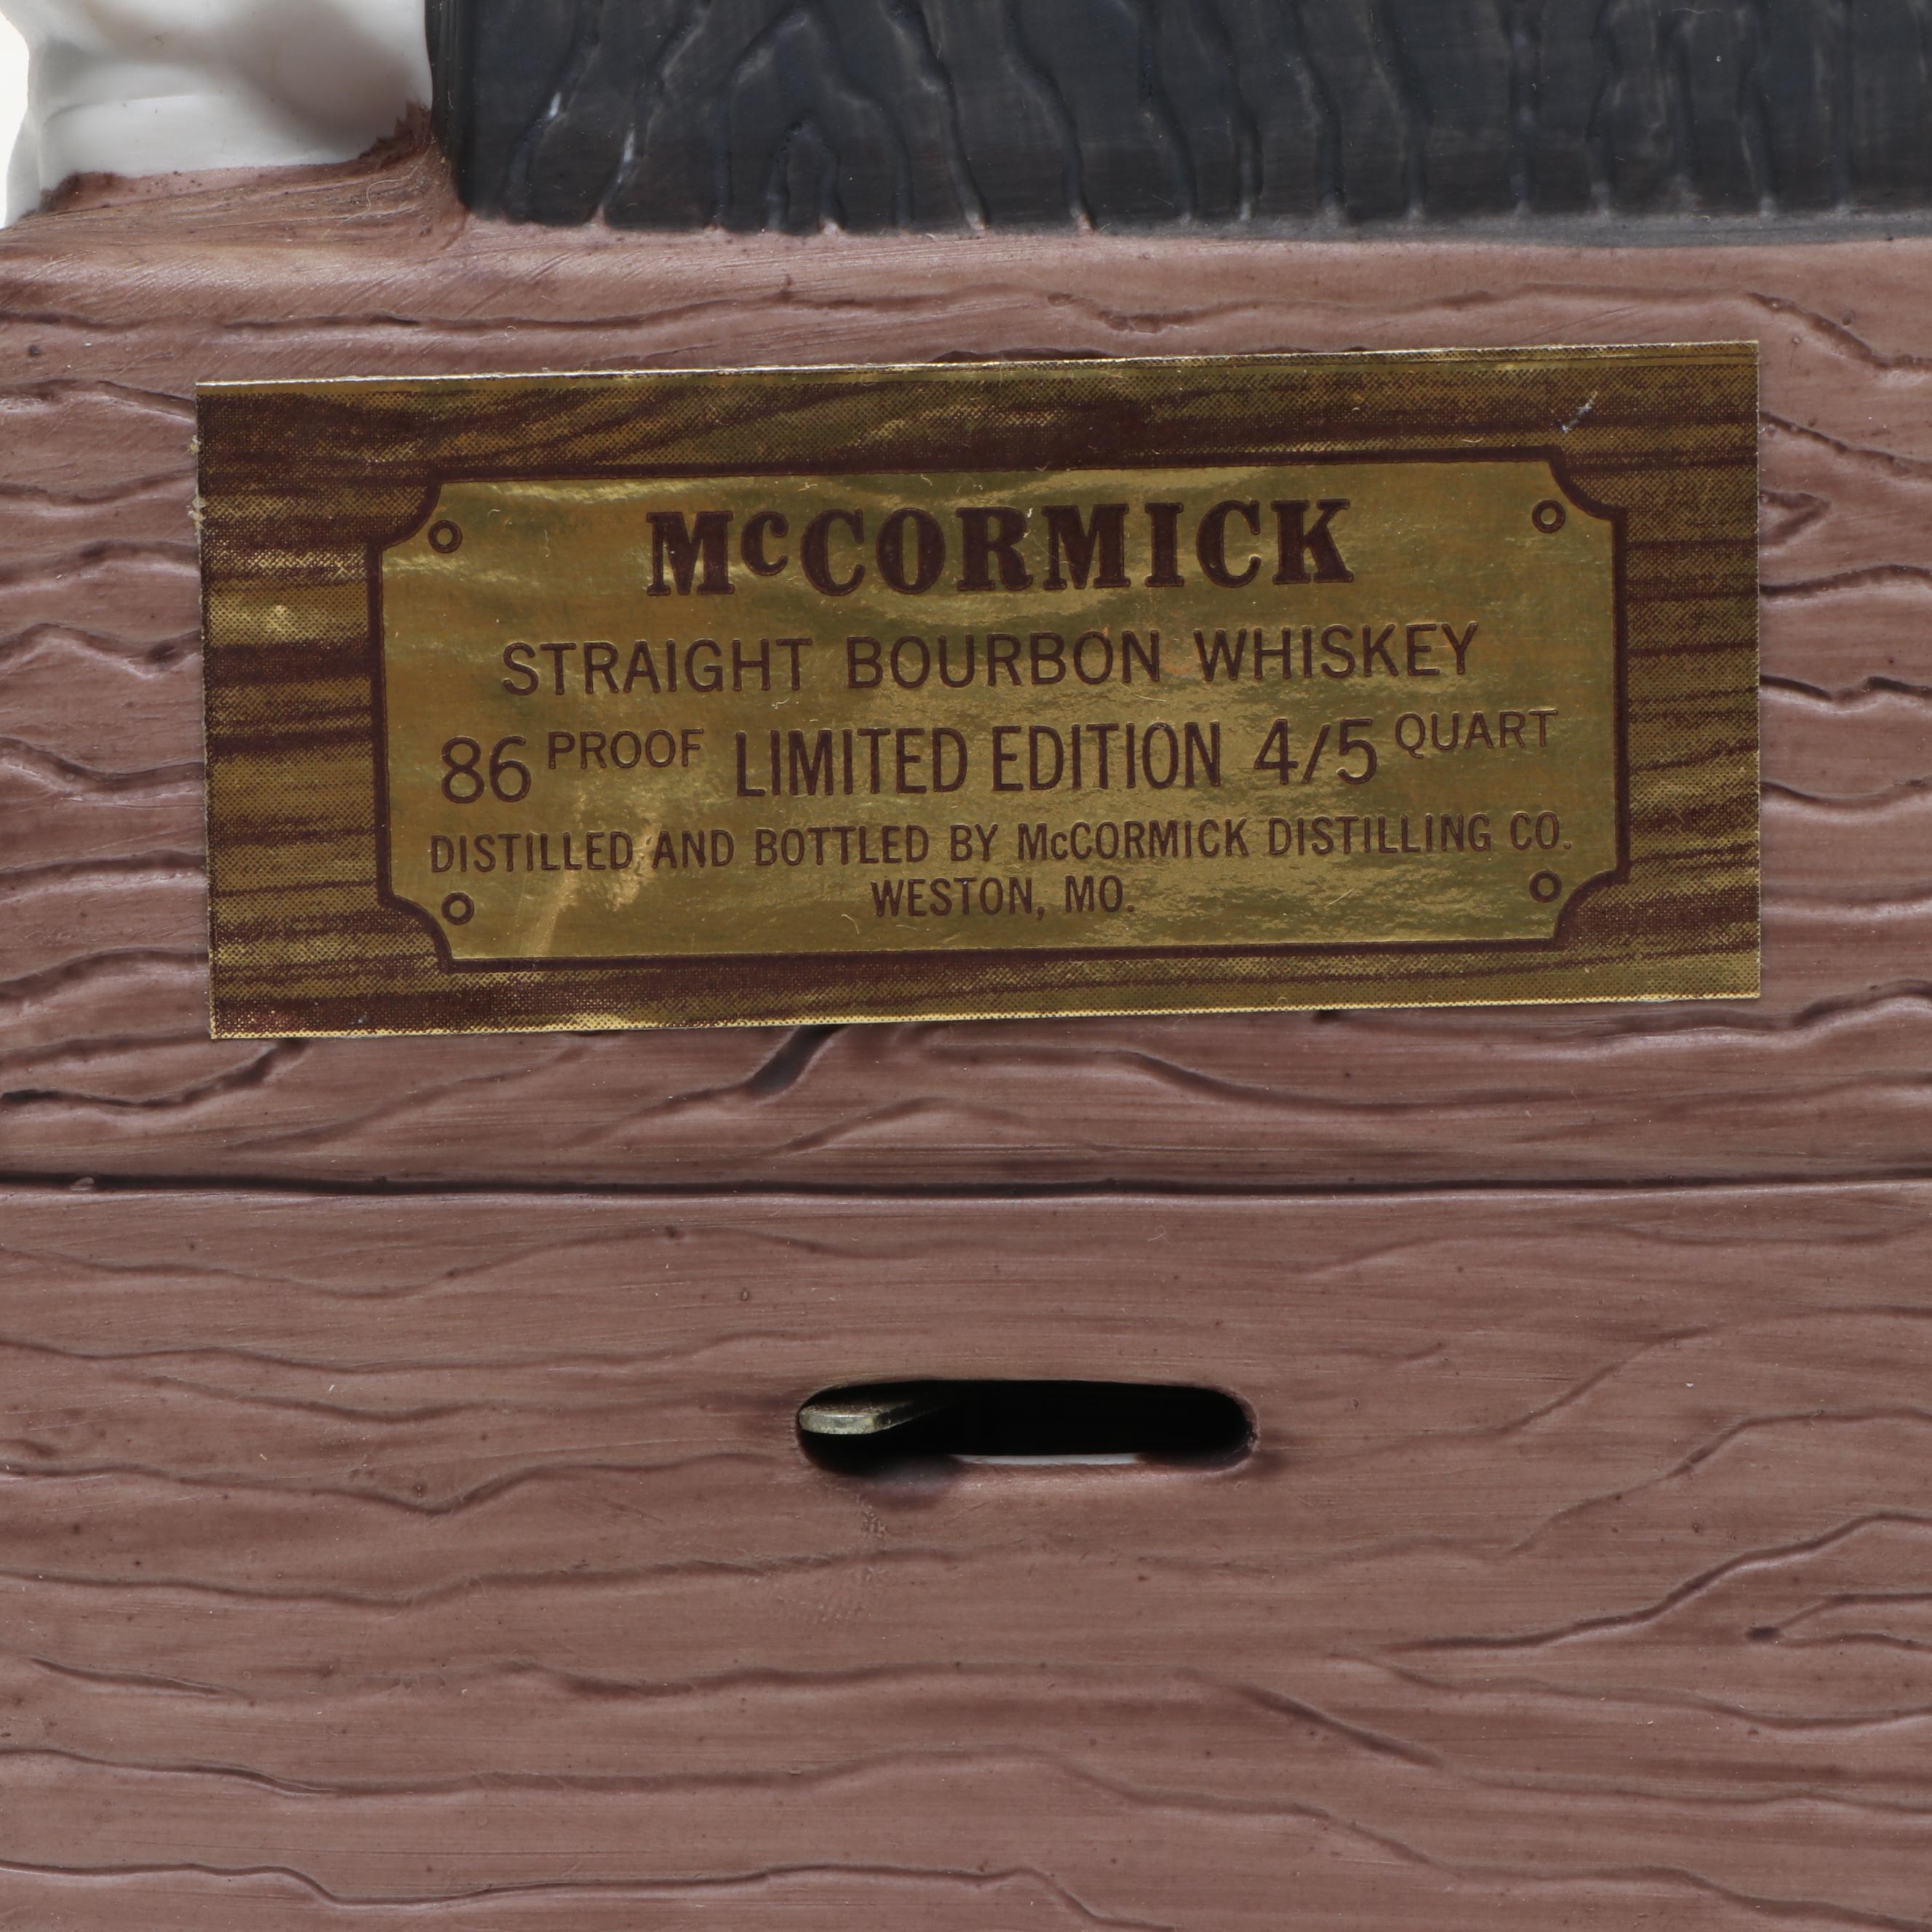 McCORMICK
STRAIGHT BOURBON WHISKEY
86 PROOF LIMITED EDITION 4/5 QUART
DISTILLED AND BOTTLED BY McCORMICK DISTILLING CO.
WESTON, MO.